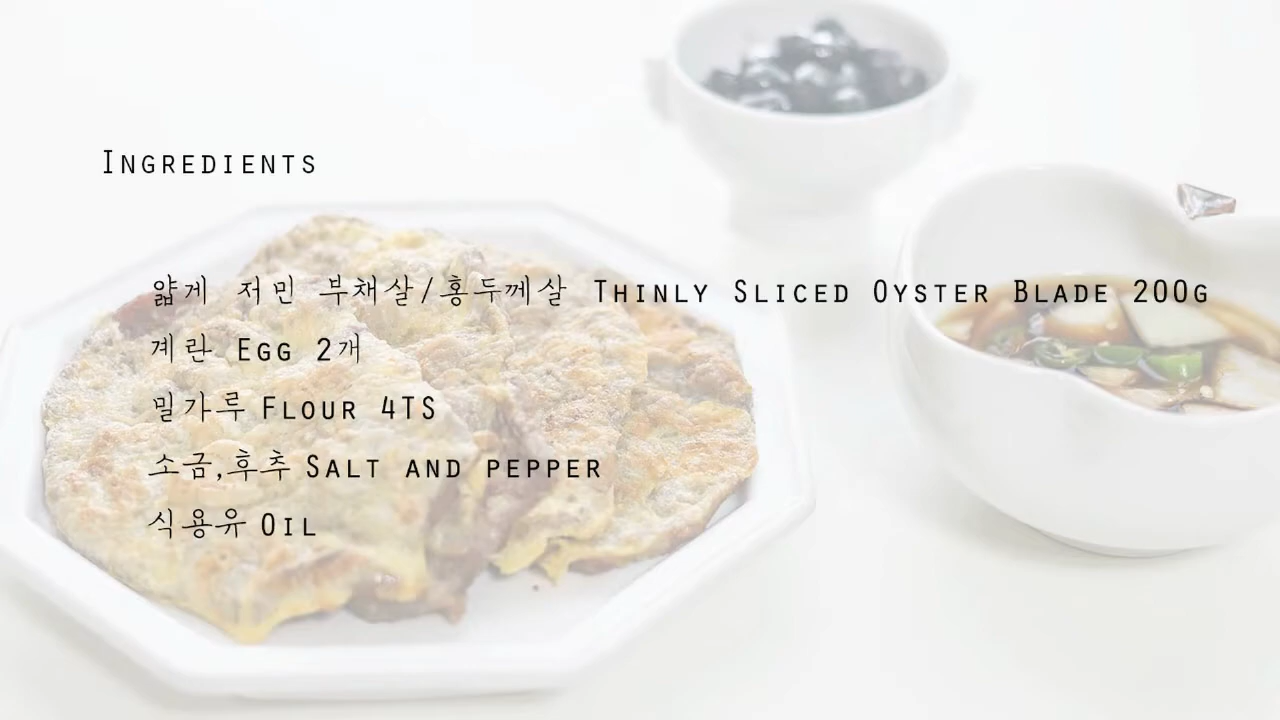 Ingredients
얇게 저민 부채살/홍두께살 Thinly Sliced Oyster Blade 200g
계란 Egg 2개
밀가루 Flour 4TS
소금,후추 Salt and pepper
식용유 Oil